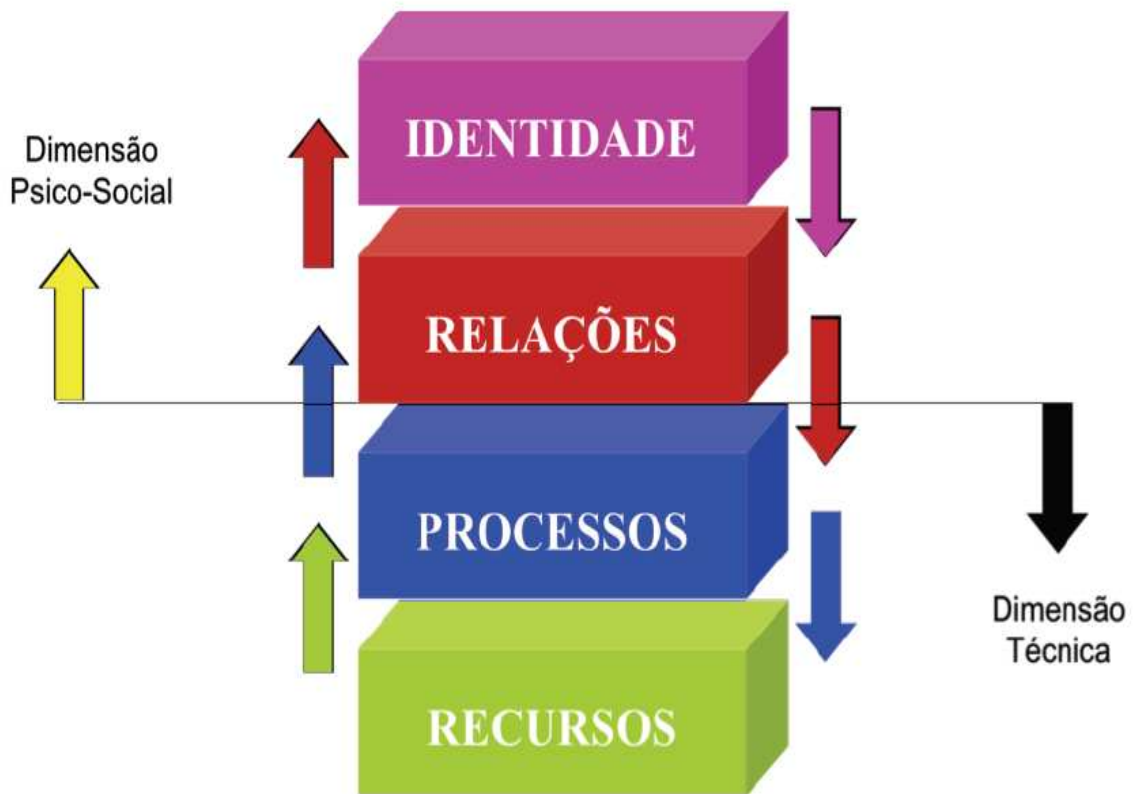 IDENTIDADE
Dimensão
Psico-Social
RELAÇÕES
PROCESSOS
Dimensão
Técnica
RECURSOS